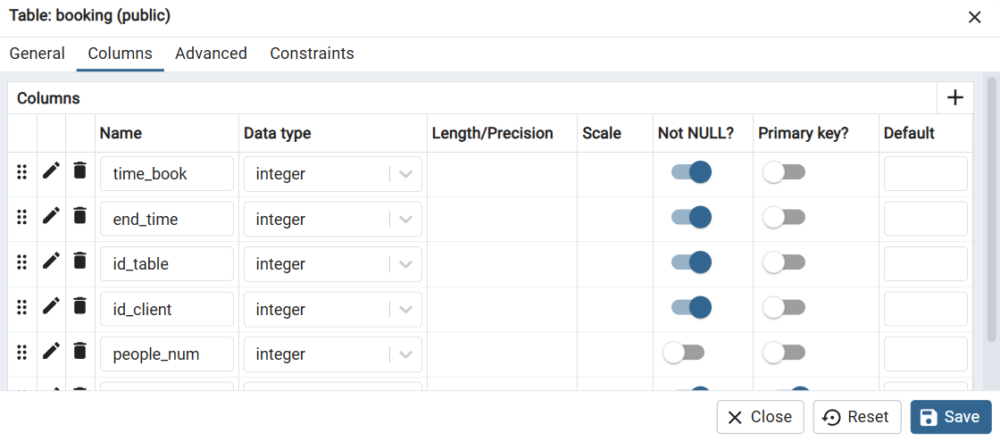 Table: booking (public)
General Columns Advanced Constraints
Columns
Name Data type Length/Precision Scale Not NULL? Primary key? Default
time_book integer
end_time integer
id_table integer
id_client integer
people_num integer
Close Reset Save